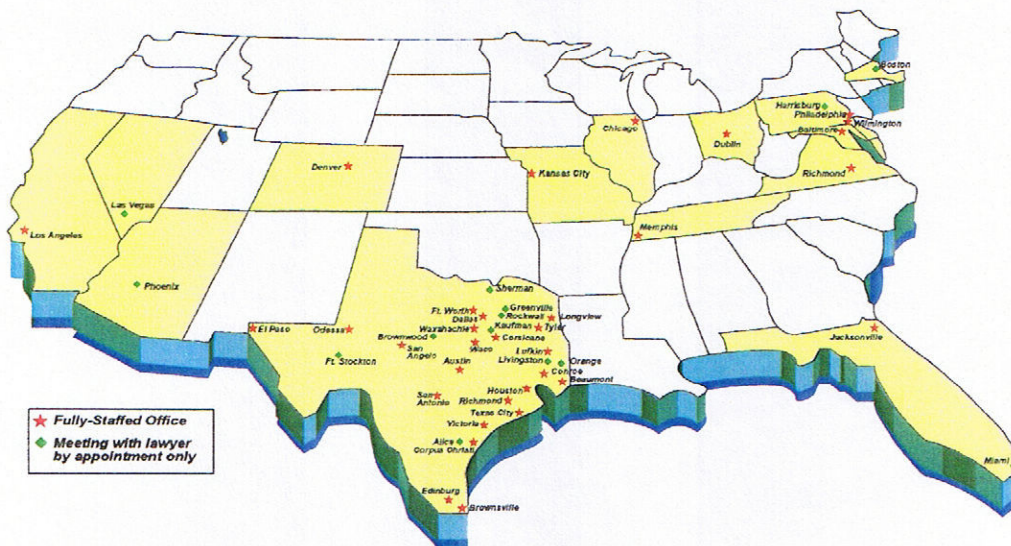 Boston
Harrisburg
Philadelphia
Wilmington
Baltimore
Chicago
Dublin
Denver
Kansas City
Richmond
Las Vegas
Los Angeles
Memphis
Phoenix
Sherman
Ft. Worth
Greenville
Dallas
Rockwall
Longview
El Paso
Odessa
Waxahachie
Kaufman
Tyler
Jacksonville
Brownwood
Corsicana
San
Angelo
Waco
Lufkin
Ft. Stockton
Livingston
Orange
Austin
Conroe
Beaumont
San
Antonio
Houston
Richmond
Texas City
Victoria
Alice
Corpus Christi
Miami
Edinburg
Brownsville
Fully-Staffed Office
Meeting with lawyer
by appointment only